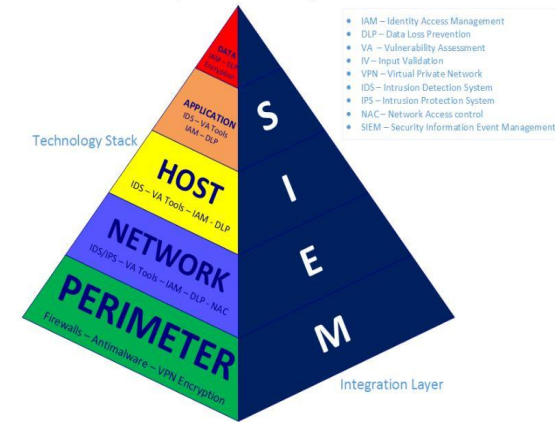 DATA
IAM – DLP
Encryption
APPLICATION
IDS – VA Tools
IAM – DLP
HOST
IDS – VA Tools – IAM - DLP
NETWORK
IDS/IPS – VA Tools – IAM – DLP - NAC
PERIMETER
Firewalls – Antimalware – VPN Encryption
S
I
E
M
Technology Stack
Integration Layer
IAM – Identity Access Management
DLP – Data Loss Prevention
VA – Vulnerability Assessment
IV – Input Validation
VPN – Virtual Private Network
IDS – Intrusion Detection System
IPS – Intrusion Protection System
NAC – Network Access control
SIEM – Security Information Event Management